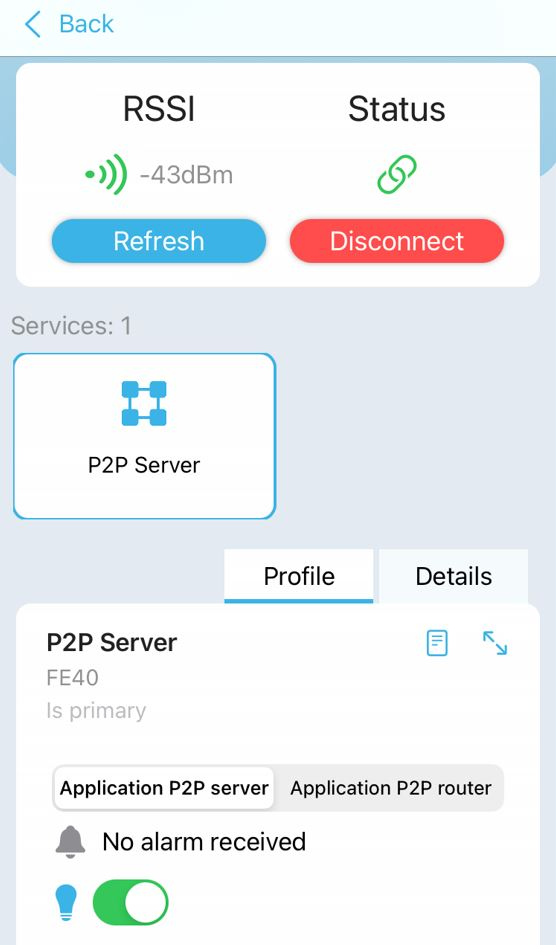 Back
RSSI Status
-43dBm
Refresh Disconnect
Services: 1
P2P Server
Profile Details
P2P Server
FE40
Is primary
Application P2P server Application P2P router
No alarm received